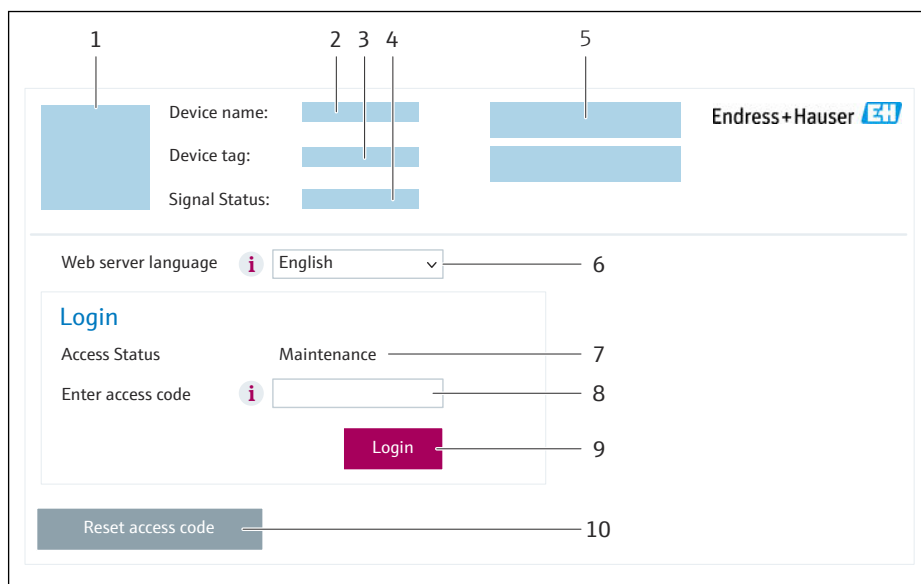 1 2 3 4 5
Device name:
Endress+Hauser EH
Device tag:
Signal Status:
Web server language i English 6
Login
Access Status Maintenance 7
Enter access code i 8
Login 9
Reset access code 10